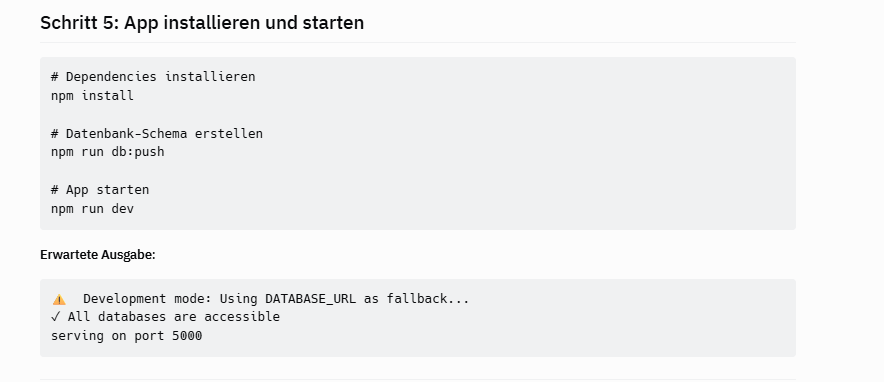 Schritt 5: App installieren und starten
# Dependencies installieren
npm install
# Datenbank-Schema erstellen
npm run db:push
# App starten
npm run dev
Erwartete Ausgabe:
⚠️  Development mode: Using DATABASE_URL as fallback...
✓ All databases are accessible
serving on port 5000